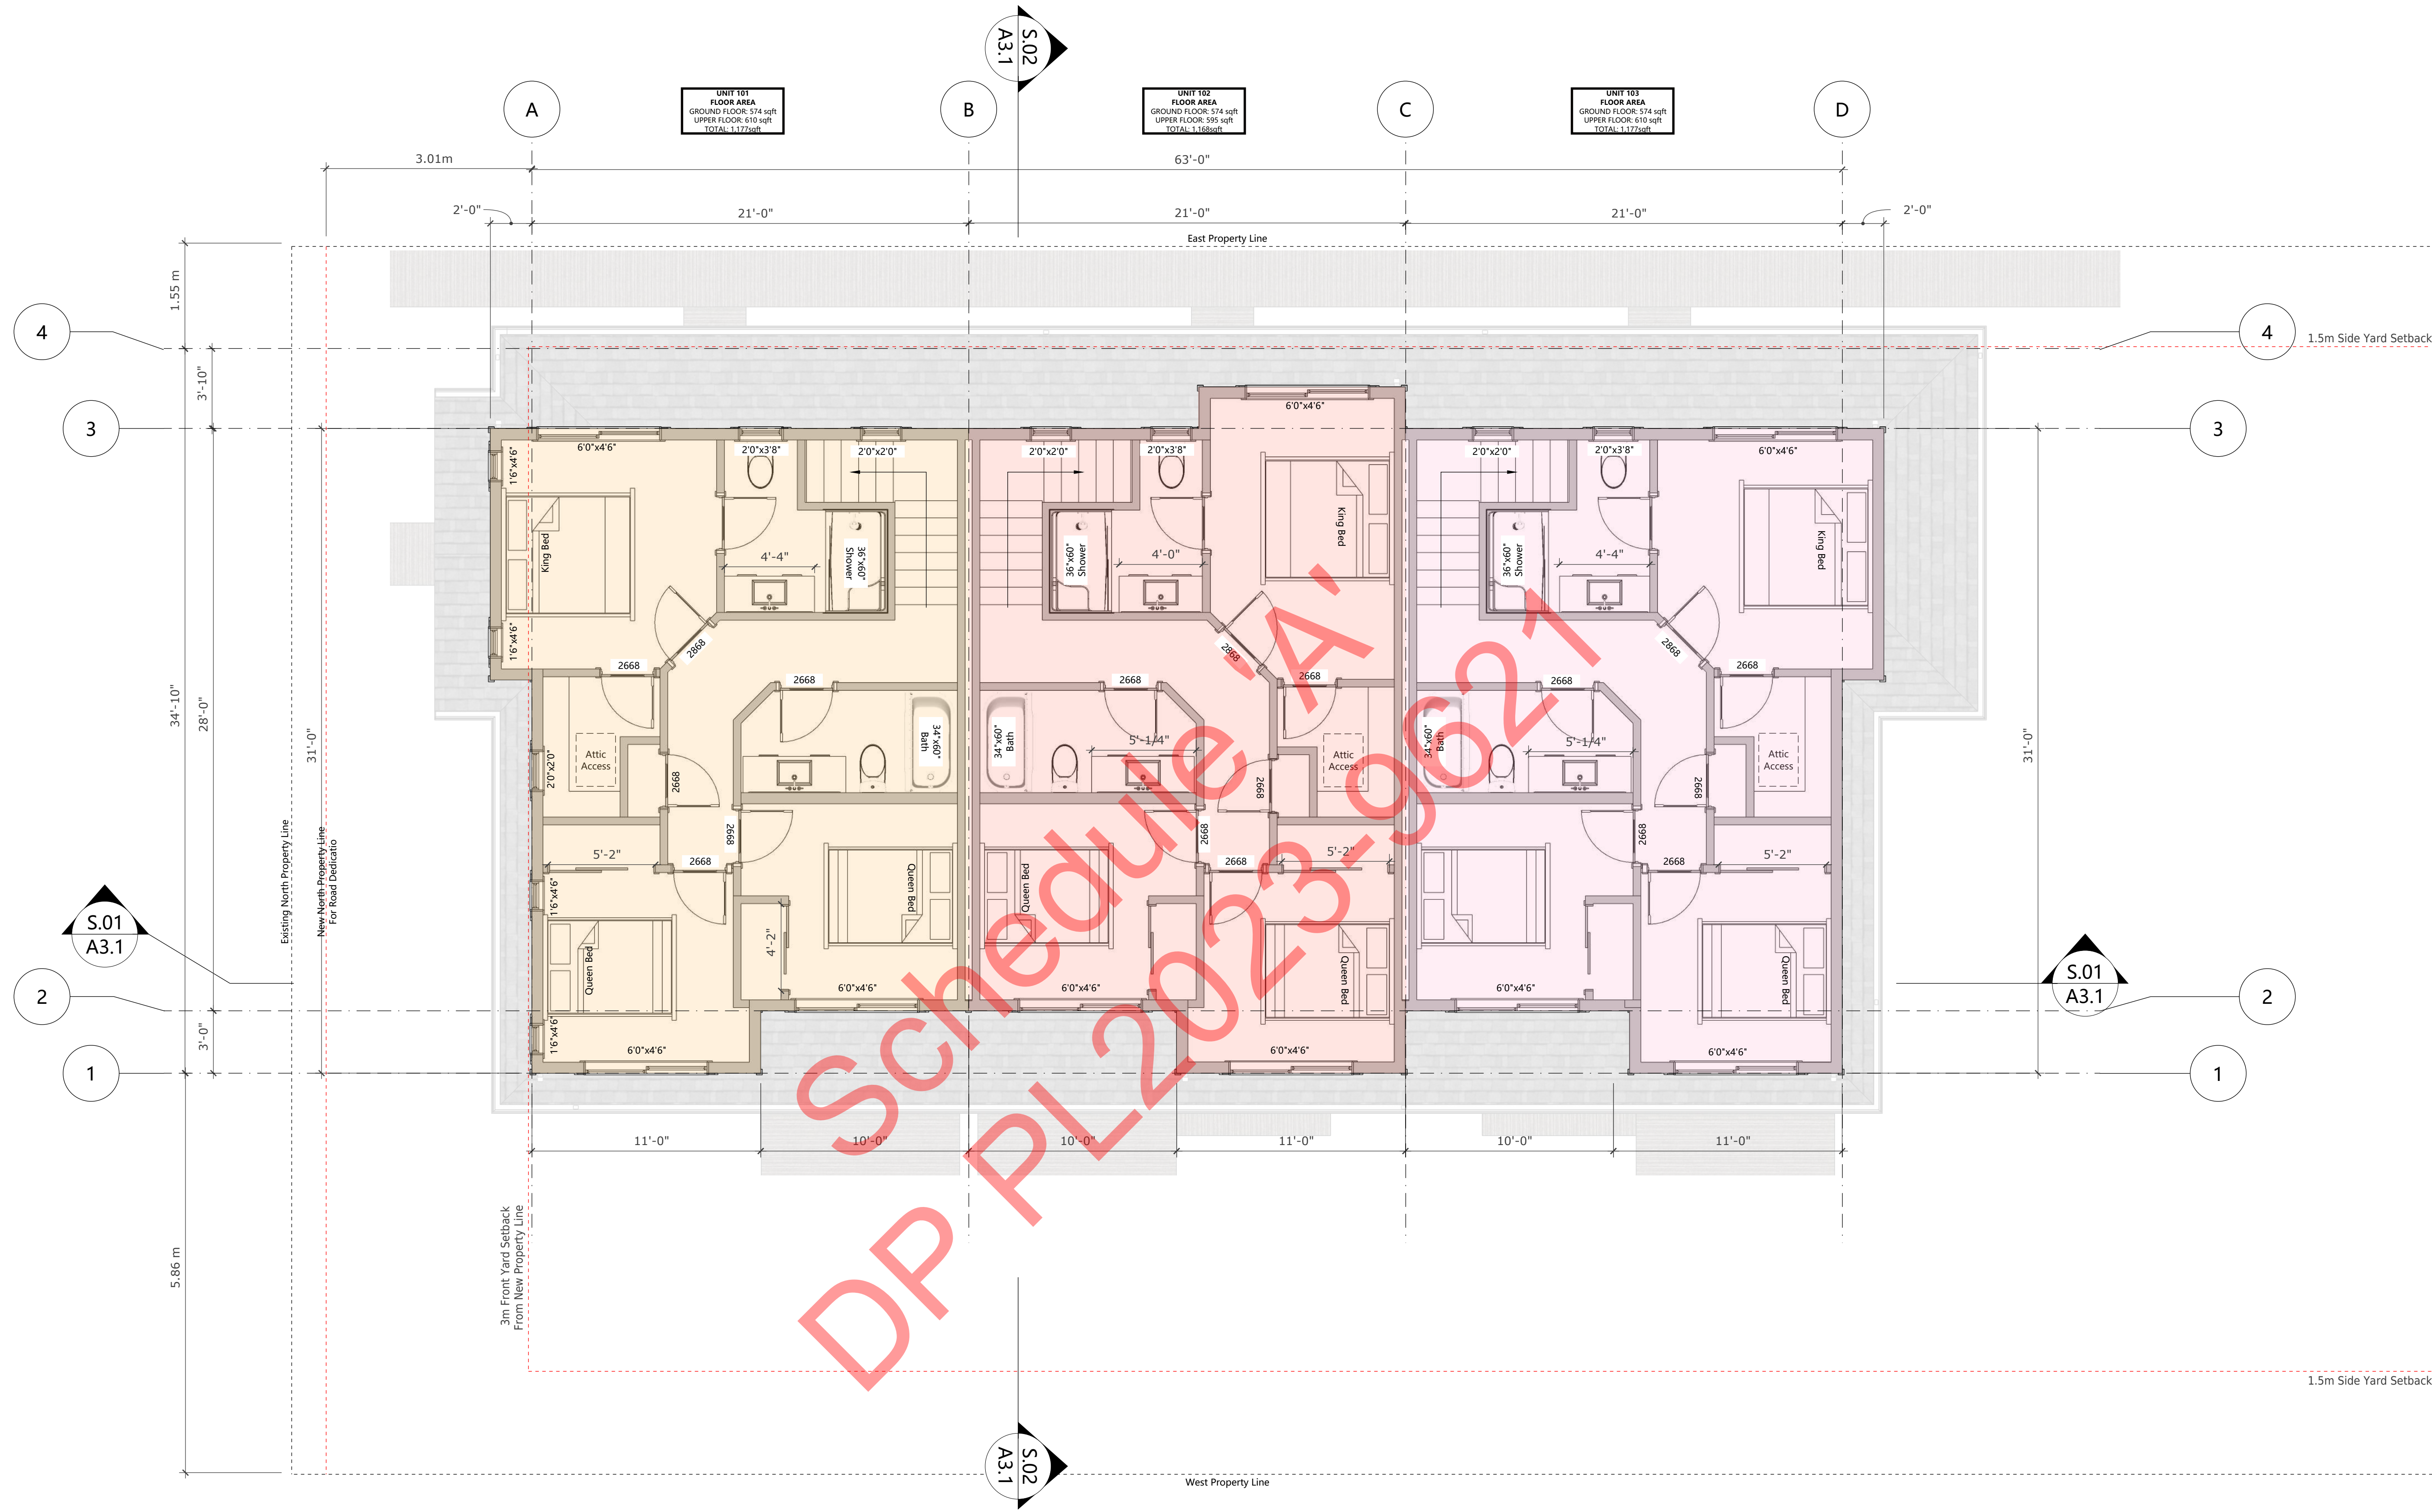 S.02
A3.1
A
B
C
D
UNIT 101
FLOOR AREA
GROUND FLOOR: 574 sqft
UPPER FLOOR: 610 sqft
TOTAL: 1,177sqft
UNIT 102
FLOOR AREA
GROUND FLOOR: 574 sqft
UPPER FLOOR: 595 sqft
TOTAL: 1,168sqft
UNIT 103
FLOOR AREA
GROUND FLOOR: 574 sqft
UPPER FLOOR: 610 sqft
TOTAL: 1,177sqft
3.01m
63'-0"
2'-0"
21'-0"
21'-0"
21'-0"
2'-0"
East Property Line
1.55 m
4
4
1.5m Side Yard Setback
3'-10"
3
3
6'0"x4'6"
6'0"x4'6"
2'0"x3'8"
2'0"x2'0"
2'0"x2'0"
2'0"x3'8"
2'0"x2'0"
2'0"x3'8"
6'0"x4'6"
1'6"x4'6"
King Bed
King Bed
King Bed
4'-4"
36"x60"
Shower
36"x60"
Shower
4'-0"
36"x60"
Shower
4'-4"
1'6"x4'6"
2868
2868
2868
2668
2668
2668
2668
2668
2668
34'-10"
28'-0"
31'-0"
31'-0"
2'0"x2'0"
Attic
Access
2668
34"x60"
Bath
34"x60"
Bath
5'-1/4"
2668
Attic
Access
34"x60"
Bath
5'-1/4"
2668
Attic
Access
2668
2668
2668
5'-2"
2668
2668
5'-2"
2668
5'-2"
Existing North Property Line
New North Property Line
For Road Dedicatio
1'6"x4'6"
Queen Bed
Queen Bed
Queen Bed
Queen Bed
Queen Bed
4'-2"
S.01
A3.1
S.01
A3.1
2
2
6'0"x4'6"
6'0"x4'6"
6'0"x4'6"
3'-0"
1'6"x4'6"
6'0"x4'6"
6'0"x4'6"
6'0"x4'6"
1
1
11'-0"
10'-0"
10'-0"
11'-0"
10'-0"
11'-0"
Schedule 'A'
DP PL2023-9621
5.86 m
3m Front Yard Setback
From New Property Line
1.5m Side Yard Setback
S.02
A3.1
West Property Line